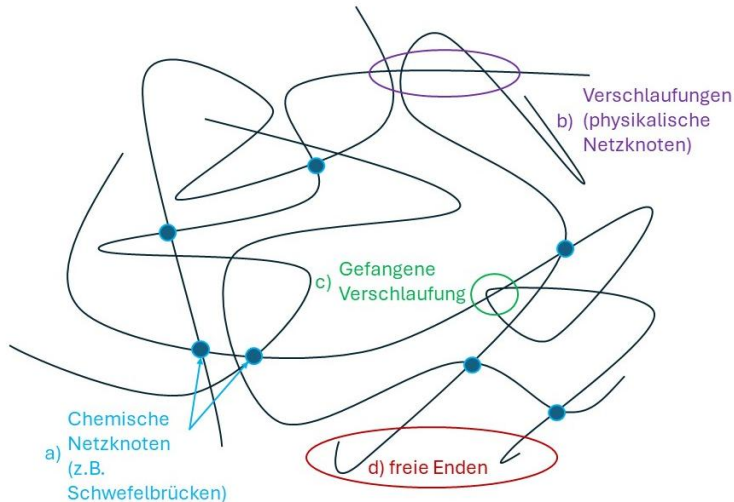 b) Verschlaufungen
(physikalische
Netzknoten)
c) Gefangene
Verschlaufung
a) Chemische
Netzknoten
(z.B.
Schwefelbrücken)
d) freie Enden